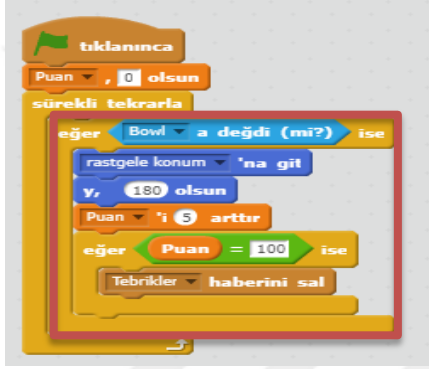 tıklanınca
Puan , 0 olsun
sürekli tekrarla
eğer Bowl a değdi (mi?) ise
rastgele konum 'na git
y, 180 olsun
Puan 'i 5 arttır
eğer Puan = 100 ise
Tebrikler haberini sal